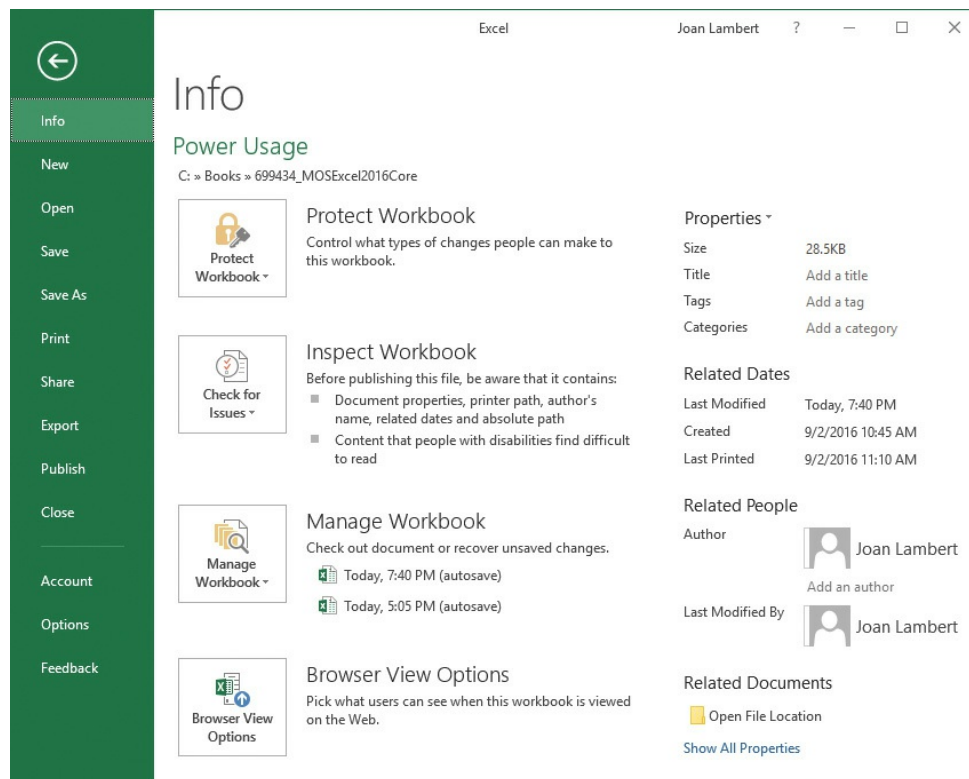 Excel
Joan Lambert ?
Info
New
Open
Save
Save As
Print
Share
Export
Publish
Close
Account
Options
Feedback
Info
Power Usage
C: » Books » 699434_MOSExcel2016Core
Protect
Workbook
Protect Workbook
Control what types of changes people can make to
this workbook.
Check for
Issues
Inspect Workbook
Before publishing this file, be aware that it contains:
Document properties, printer path, author's
name, related dates and absolute path
Content that people with disabilities find difficult
to read
Manage
Workbook
Manage Workbook
Check out document or recover unsaved changes.
Today, 7:40 PM (autosave)
Today, 5:05 PM (autosave)
Browser View
Options
Browser View Options
Pick what users can see when this workbook is viewed
on the Web.
Properties
Size 28.5KB
Title Add a title
Tags Add a tag
Categories Add a category
Related Dates
Last Modified Today, 7:40 PM
Created 9/2/2016 10:45 AM
Last Printed 9/2/2016 11:10 AM
Related People
Author Joan Lambert
Add an author
Last Modified By Joan Lambert
Related Documents
Open File Location
Show All Properties